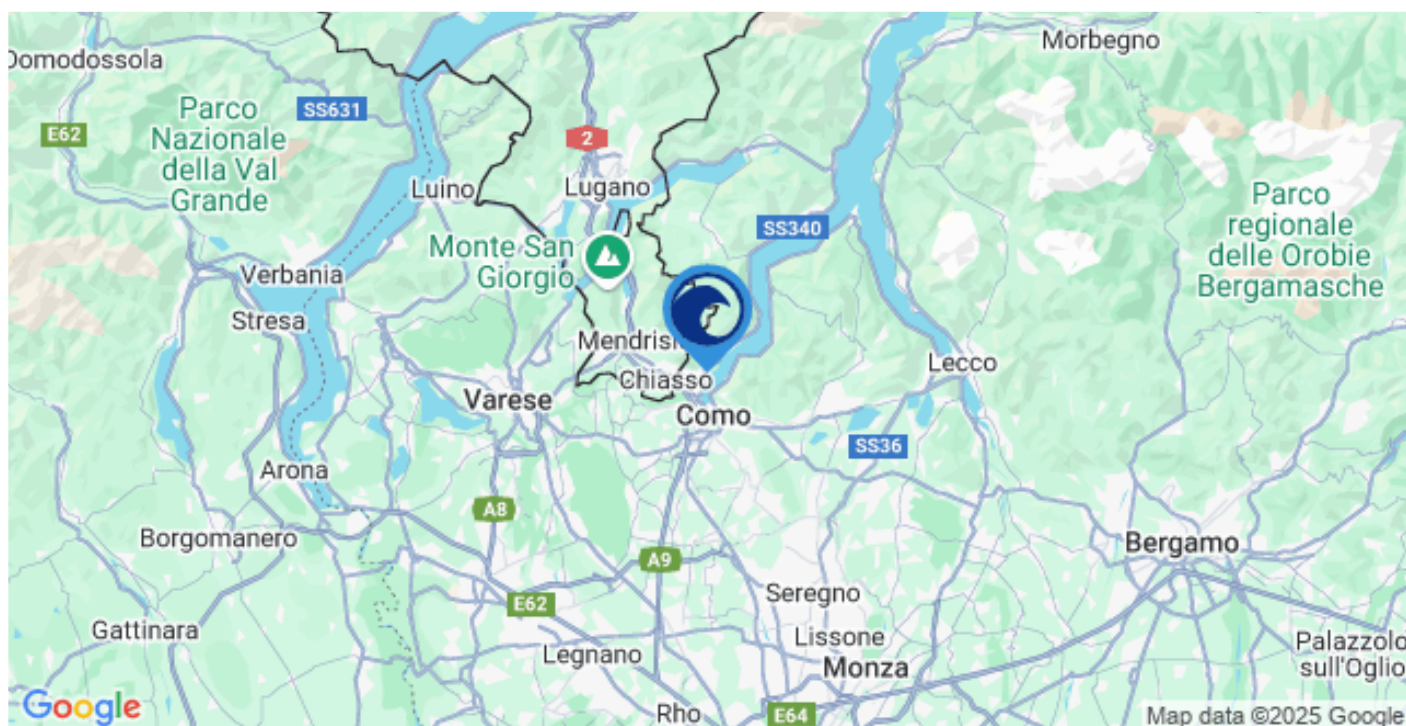 Domodossola
Morbegno
SS631
Parco
Nazionale
della Val
Grande
E62
2
Luino
Lugano
Parco
regionale
delle Orobie
Bergamasche
SS340
Monte San
Giorgio
Verbania
Stresa
Mendrisi
Lecco
Chiasso
Varese
Como
SS36
Arona
A8
Borgomanero
Bergamo
A9
E62
Seregno
Gattinara
Lissone
Palazzolo
sull'Oglio
Legnano
Monza
Google
Rho
E64
Map data ©2025 Google